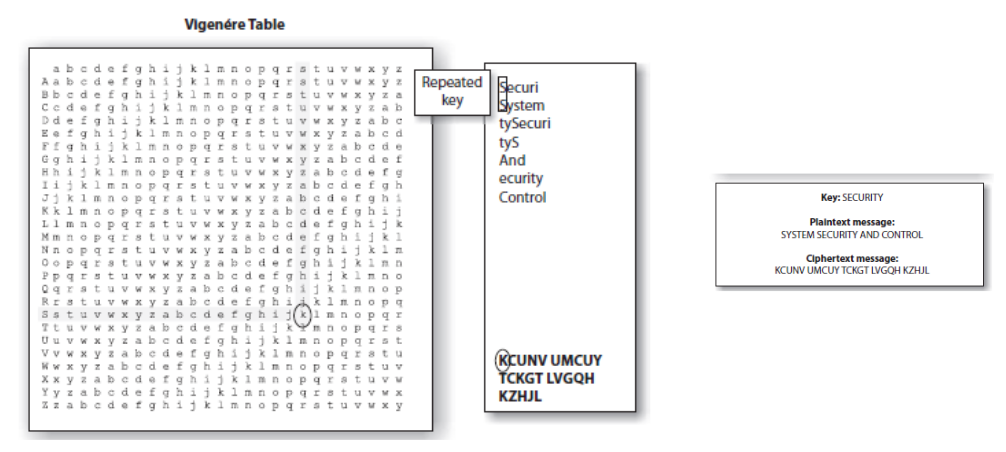 Vigenére Table
a b c d e f g h i j k l m n o p q r s t u v w x y z
A a b c d e f g h i j k l m n o p q r s t u v w x y z
B b c d e f g h i j k l m n o p q r s t u v w x y z a
C c d e f g h i j k l m n o p q r s t u v w x y z a b
D d e f g h i j k l m n o p q r s t u v w x y z a b c
E e f g h i j k l m n o p q r s t u v w x y z a b c d
F f g h i j k l m n o p q r s t u v w x y z a b c d e
G g h i j k l m n o p q r s t u v w x y z a b c d e f
H h i j k l m n o p q r s t u v w x y z a b c d e f g
I i j k l m n o p q r s t u v w x y z a b c d e f g h
J j k l m n o p q r s t u v w x y z a b c d e f g h i
K k l m n o p q r s t u v w x y z a b c d e f g h i j
L l m n o p q r s t u v w x y z a b c d e f g h i j k
M m n o p q r s t u v w x y z a b c d e f g h i j k l
N n o p q r s t u v w x y z a b c d e f g h i j k l m
O o p q r s t u v w x y z a b c d e f g h i j k l m n
P p q r s t u v w x y z a b c d e f g h i j k l m n o
Q q r s t u v w x y z a b c d e f g h i j k l m n o p
R r s t u v w x y z a b c d e f g h i j k l m n o p q
S s t u v w x y z a b c d e f g h i j k l m n o p q r
T t u v w x y z a b c d e f g h i j k l m n o p q r s
U u v w x y z a b c d e f g h i j k l m n o p q r s t
V v w x y z a b c d e f g h i j k l m n o p q r s t u
W w x y z a b c d e f g h i j k l m n o p q r s t u v
X x y z a b c d e f g h i j k l m n o p q r s t u v w
Y y z a b c d e f g h i j k l m n o p q r s t u v w x
Z z a b c d e f g h i j k l m n o p q r s t u v w x y
Repeated
key
Securi
System
tySecuri
tyS
And
ecurity
Control
KCUNV UMCUY
TCKGT LVGQH
KZHJL
Key: SECURITY
Plaintext message:
SYSTEM SECURITY AND CONTROL
Ciphertext message:
KCUNV UMCUY TCKGT LVGQH KZHJL